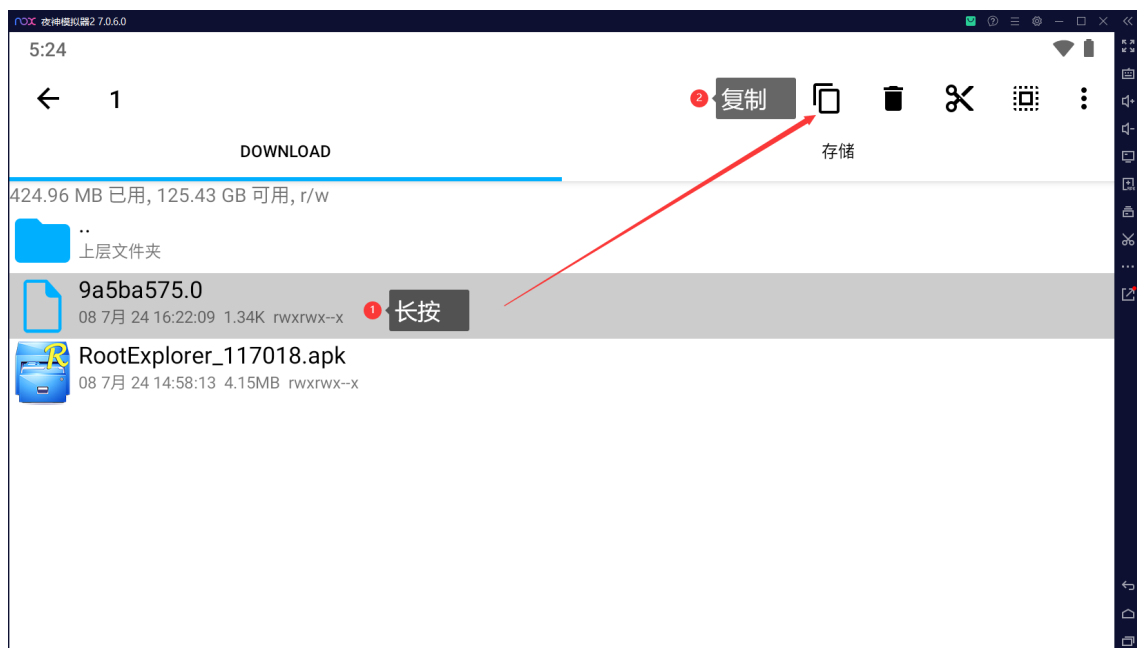 nox 夜神模拟器2 7.0.6.0
5:24
1
2 复制
DOWNLOAD
存储
424.96 MB 已用, 125.43 GB 可用, r/w
..
上层文件夹
9a5ba575.0
08 7月 24 16:22:09 1.34K rwxrwx--x
1 长按
RootExplorer_117018.apk
08 7月 24 14:58:13 4.15MB rwxrwx--x